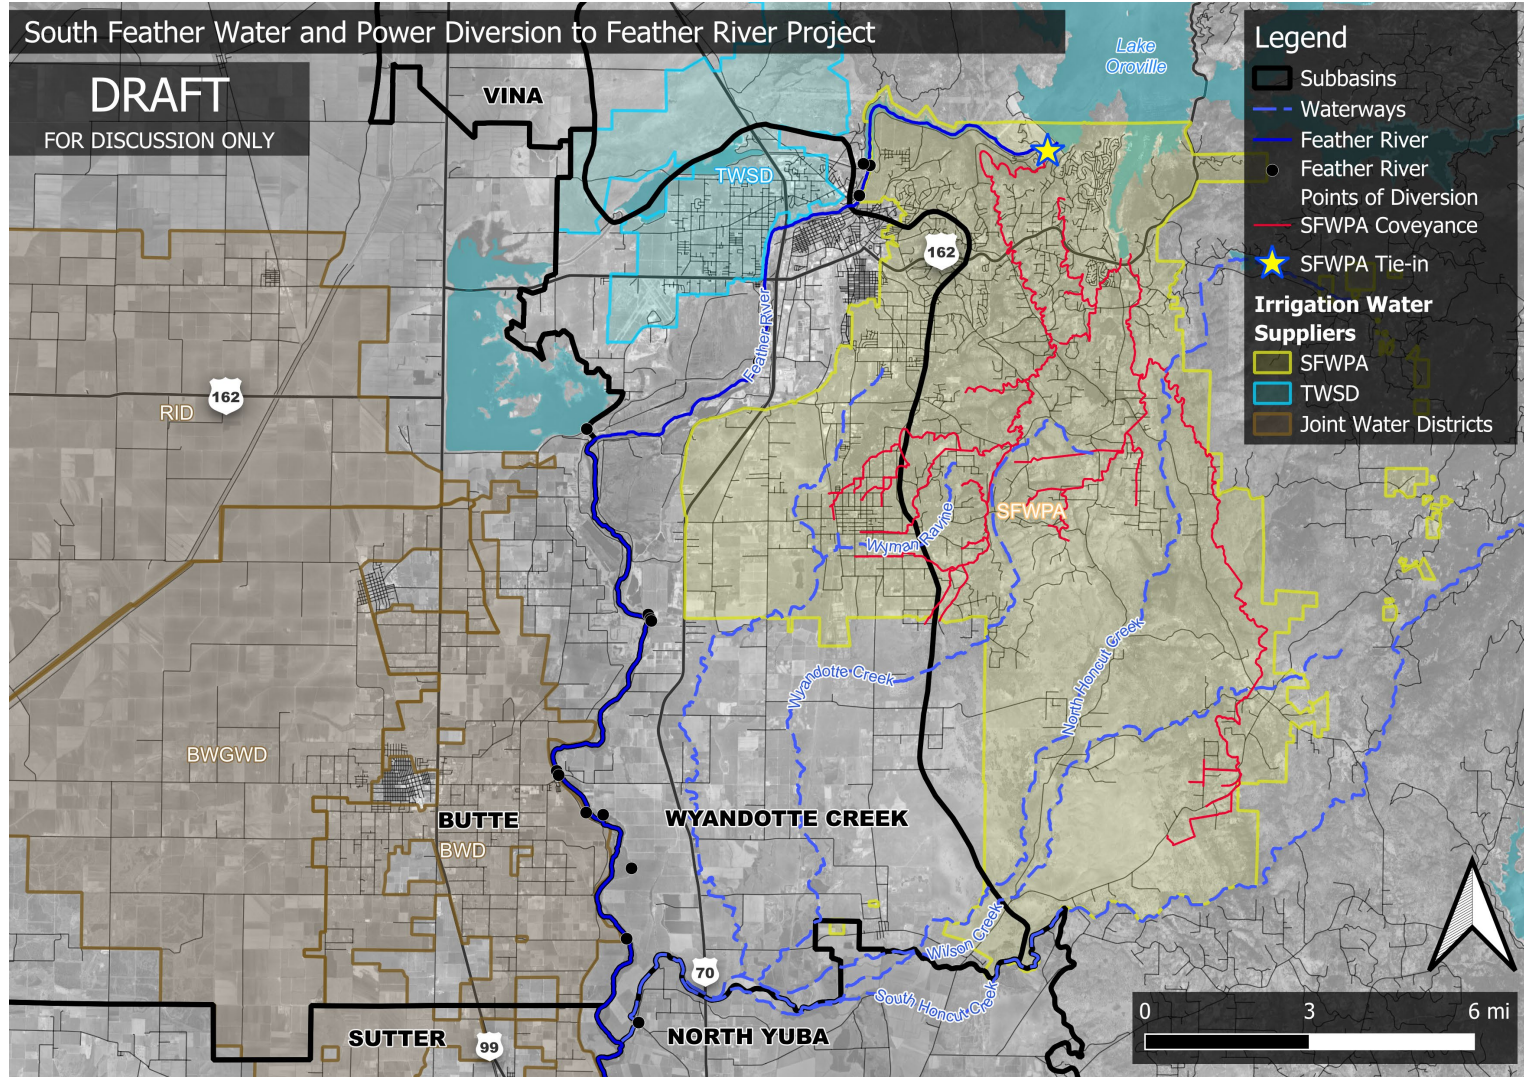 South Feather Water and Power Diversion to Feather River Project
DRAFT
FOR DISCUSSION ONLY
VINA
Lake
Oroville
TWSD
162
Feather River
162
RID
SFWPA
Wyman Ravine
North Honcut Creek
Wyandotte Creek
BWGWD
BUTTE
WYANDOTTE CREEK
BWD
Wilson Creek
70
South Honcut Creek
SUTTER
99
NORTH YUBA
Legend
Subbasins
Waterways
Feather River
Feather River
Points of Diversion
SFWPA Coveyance
SFWPA Tie-in
Irrigation Water
Suppliers
SFWPA
TWSD
Joint Water Districts
0 3 6 mi